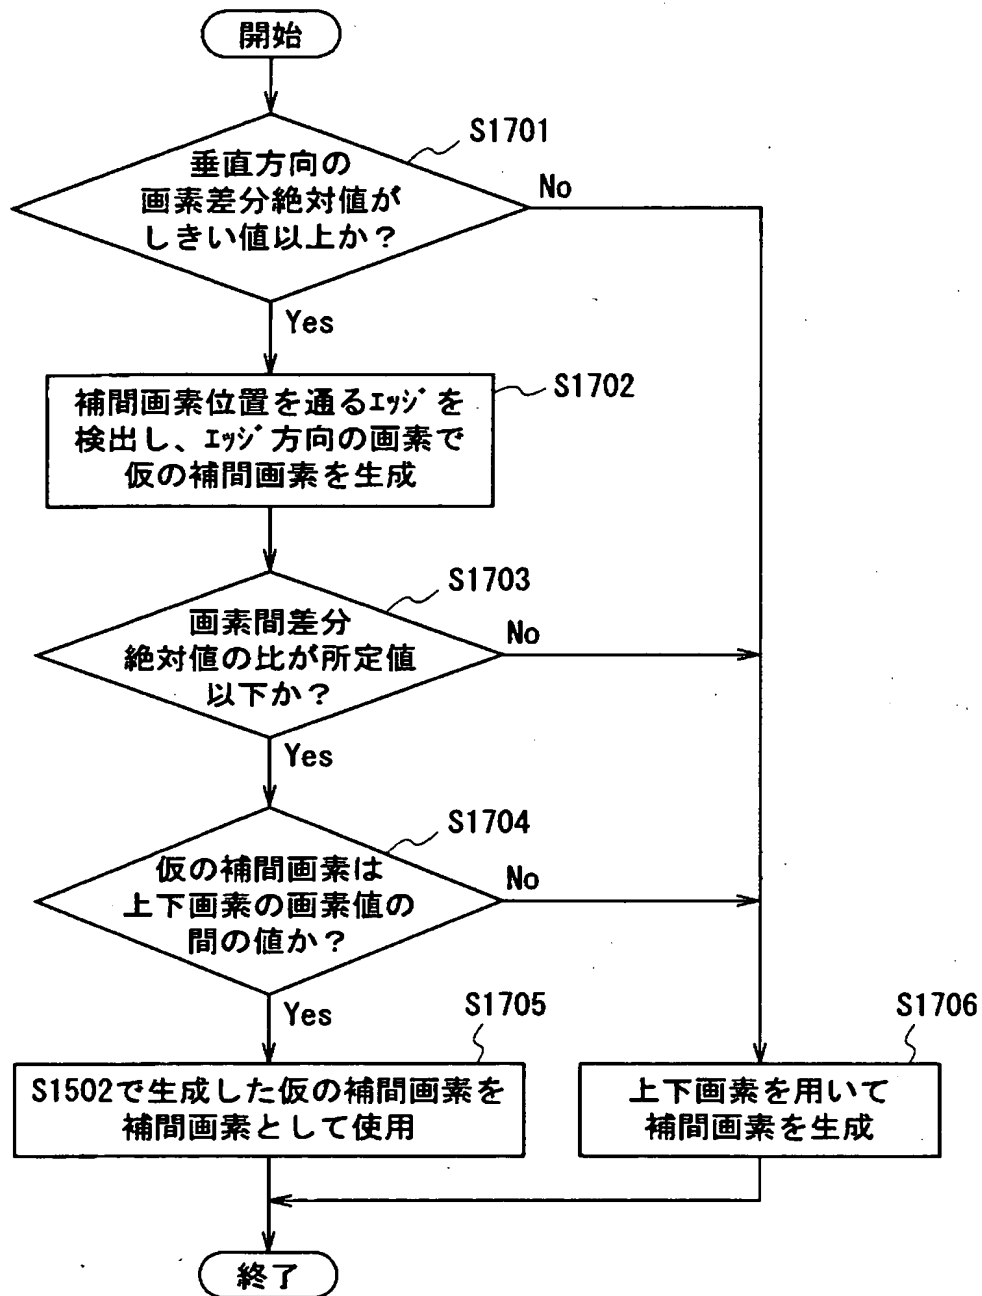 開始
S1701
垂直方向の
画素差分絶対値が
しきい値以上か？
No
Yes
S1702
補間画素位置を通るｴｯｼﾞを
検出し、ｴｯｼﾞ方向の画素で
仮の補間画素を生成
S1703
画素間差分
絶対値の比が所定値
以下か？
No
Yes
S1704
仮の補間画素は
上下画素の画素値の
間の値か？
No
Yes
S1705
S1502で生成した仮の補間画素を
補間画素として使用
S1706
上下画素を用いて
補間画素を生成
終了